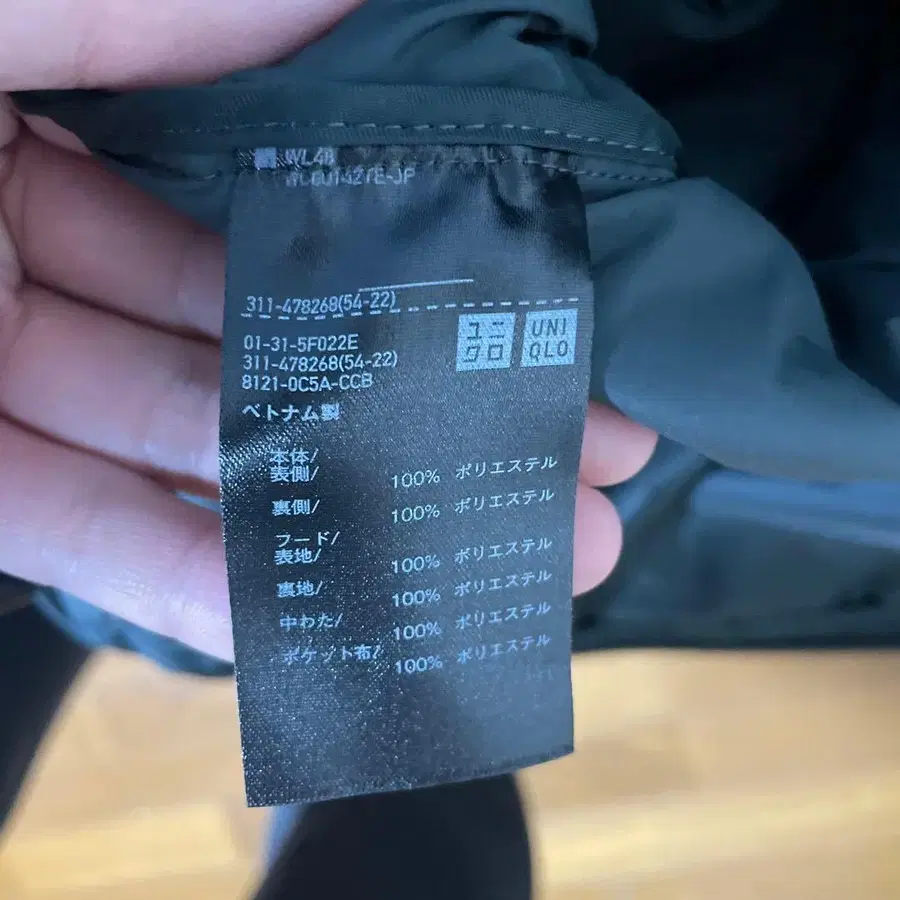 WL4B
311-478268(54-22)
01-31-5F022E
311-478268(54-22)
8121-0C5A-CCB
ユニ
クロ
UNI
QLO
ベトナム製
本体/
表側/ 100% ポリエステル
裏側/ 100% ポリエステル
フード/
表地/ 100% ポリエステル
裏地/ 100% ポリエステル
中わた/ 100% ポリエステル
ポケット布/ 100% ポリエステル